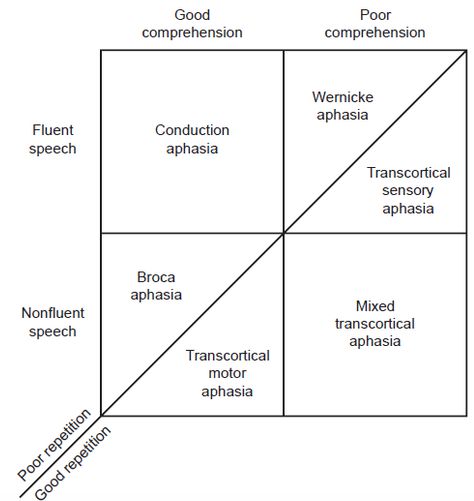 Good
comprehension
Poor
comprehension
Fluent
speech
Conduction
aphasia
Wernicke
aphasia
Transcortical
sensory
aphasia
Nonfluent
speech
Broca
aphasia
Transcortical
motor
aphasia
Mixed
transcortical
aphasia
Poor repetition
Good repetition